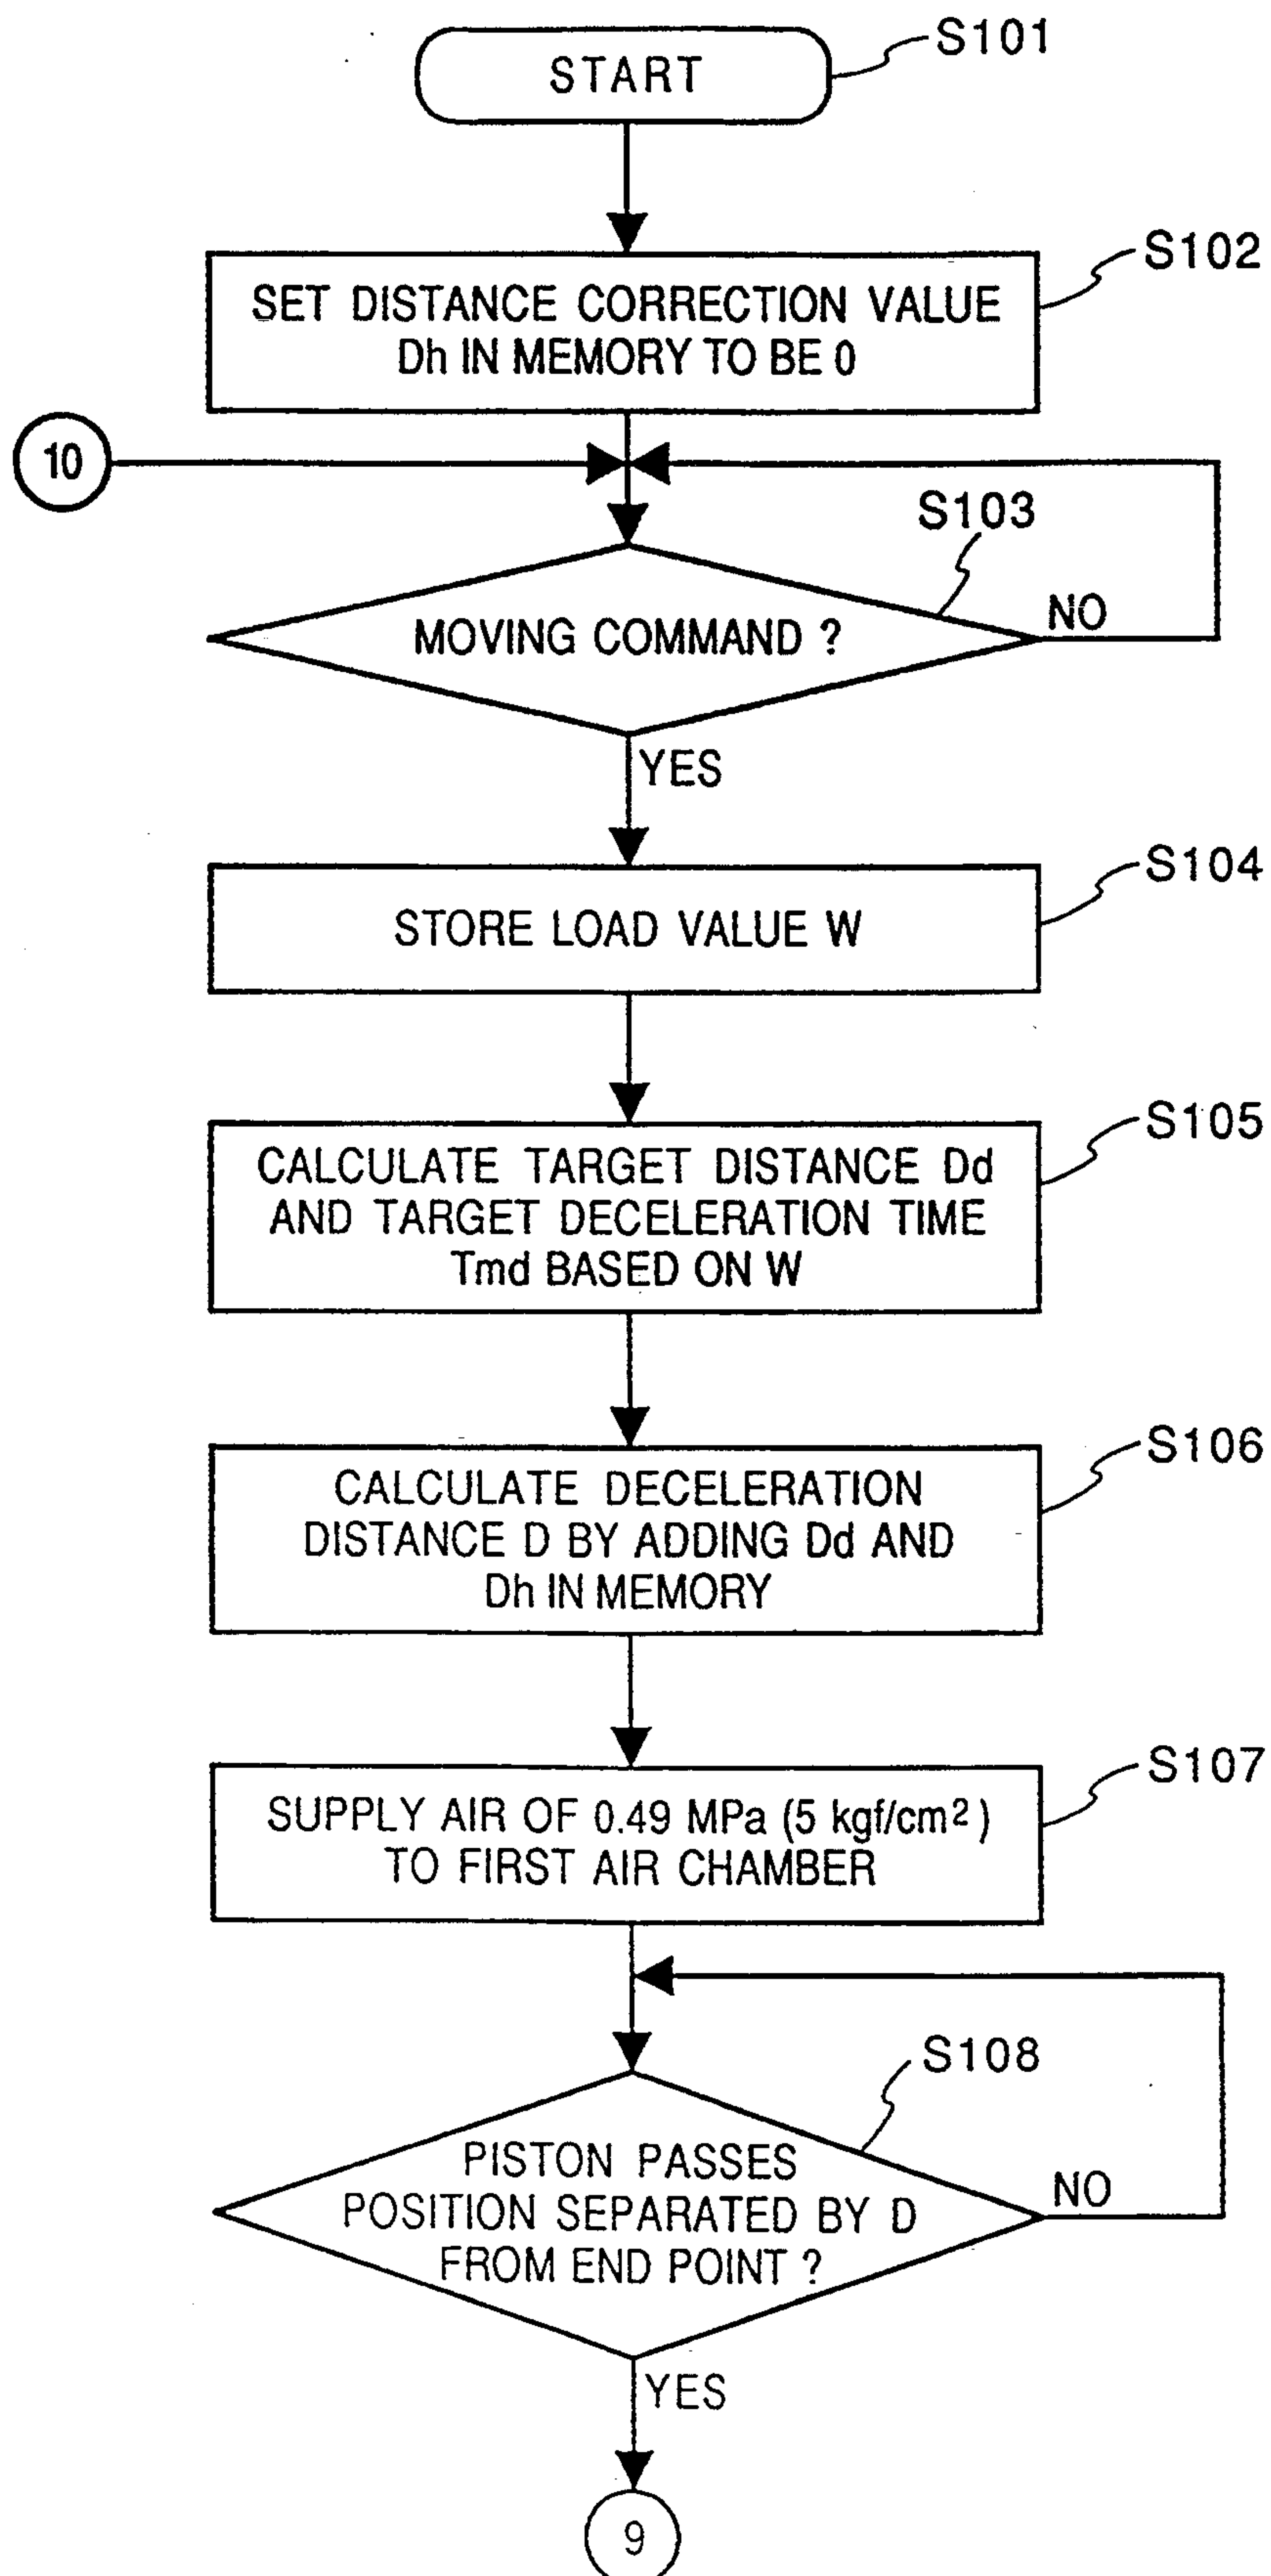 START
S101
S102
SET DISTANCE CORRECTION VALUE
Dh IN MEMORY TO BE 0
10
S103
MOVING COMMAND ?
NO
YES
S104
STORE LOAD VALUE W
S105
CALCULATE TARGET DISTANCE Dd
AND TARGET DECELERATION TIME
Tmd BASED ON W
S106
CALCULATE DECELERATION
DISTANCE D BY ADDING Dd AND
Dh IN MEMORY
S107
SUPPLY AIR OF 0.49 MPa (5 kgf/cm²)
TO FIRST AIR CHAMBER
S108
PISTON PASSES
POSITION SEPARATED BY D
FROM END POINT ?
NO
YES
9